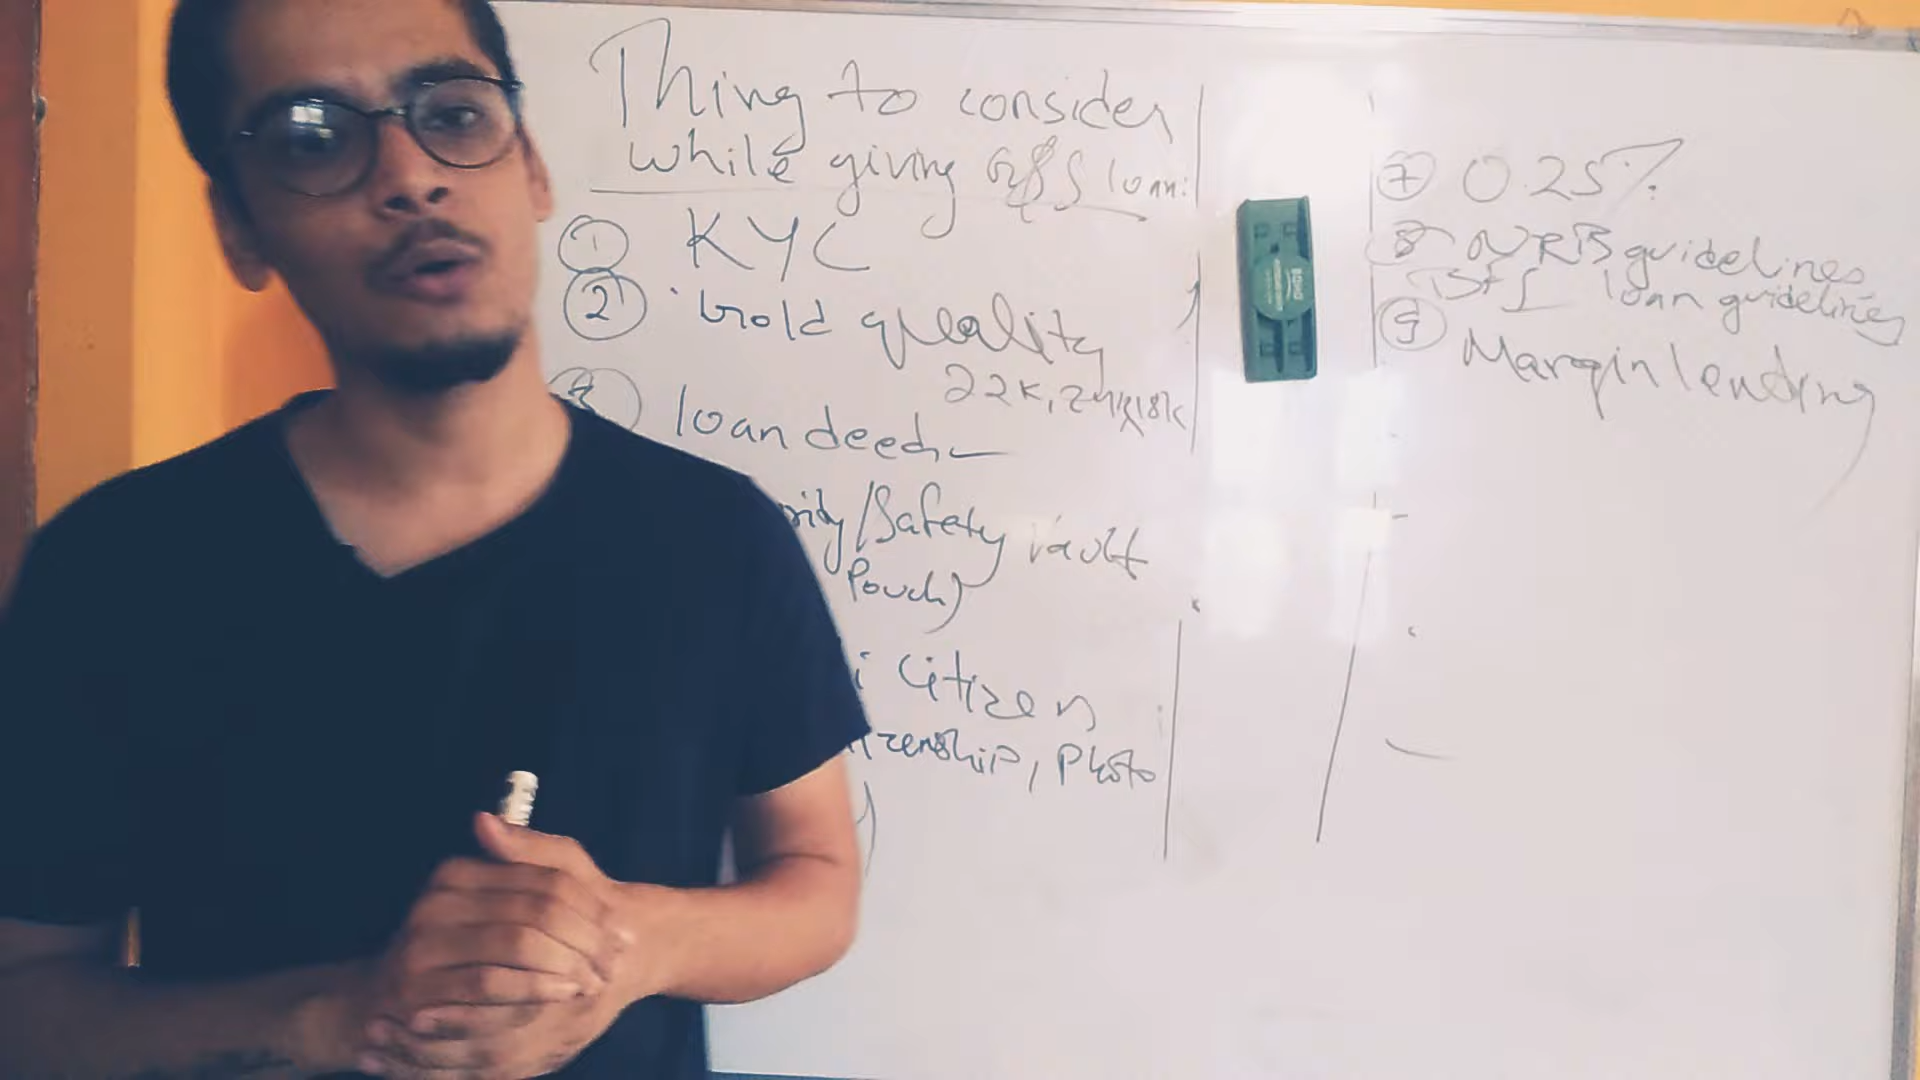 Thing to consider
while giving G&S loan:
① KYC
② Gold quality
22K, 24K, 18K
③ loan deed
/Safety vault
Pouch)
i Citizen
, Photo
)
⑦ 0.25%
⑧ NRB guidelines
BFI loan guidelines
⑨ Margin lending